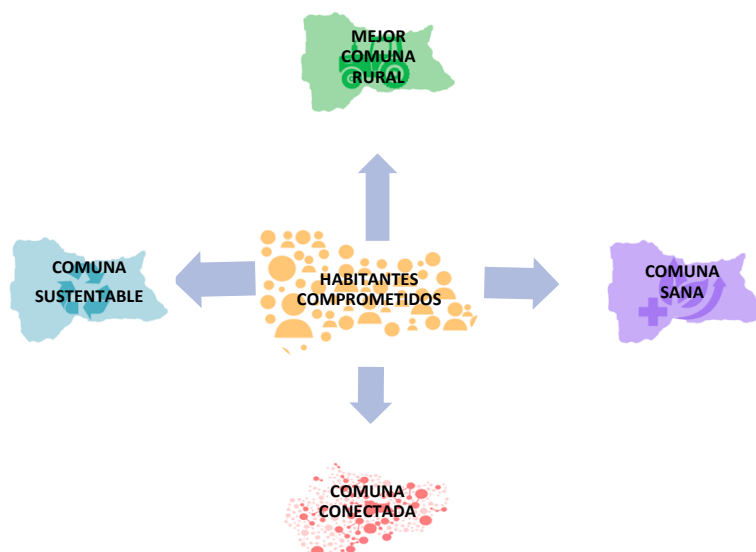 MEJOR
COMUNA
RURAL
COMUNA
SUSTENTABLE
HABITANTES
COMPROMETIDOS
COMUNA
SANA
COMUNA
CONECTADA